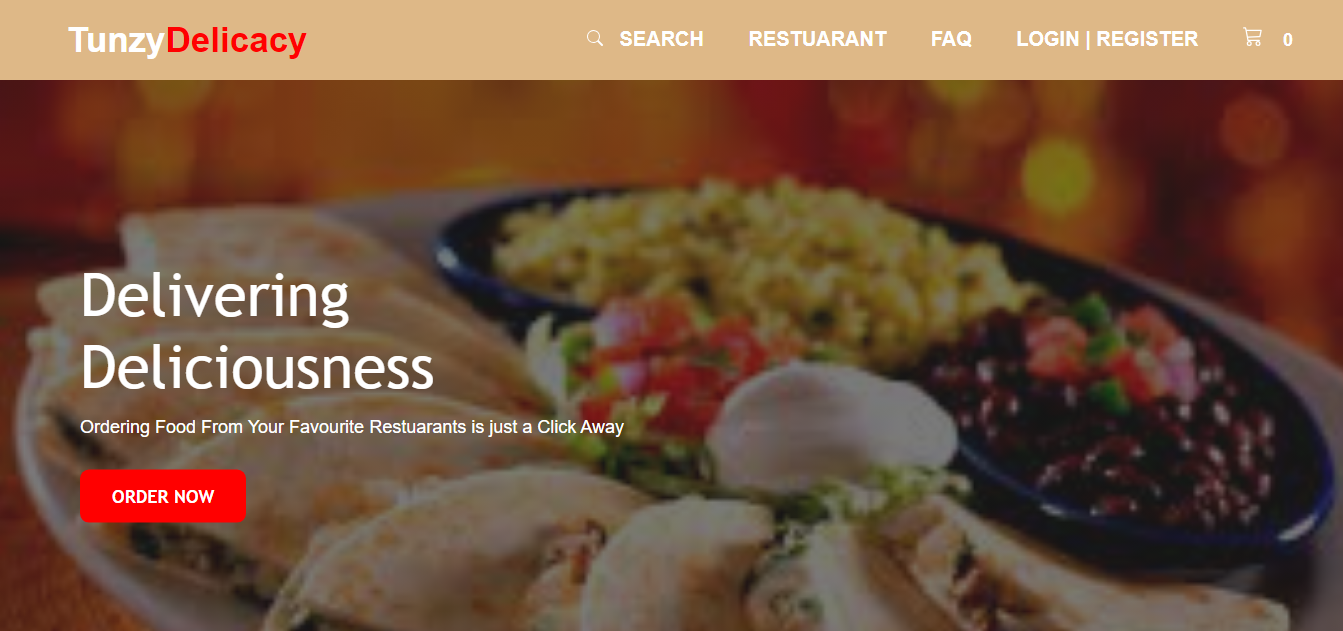 TunzyDelicacy SEARCH RESTUARANT FAQ LOGIN | REGISTER 0
Delivering
Deliciousness
Ordering Food From Your Favourite Restuarants is just a Click Away
ORDER NOW